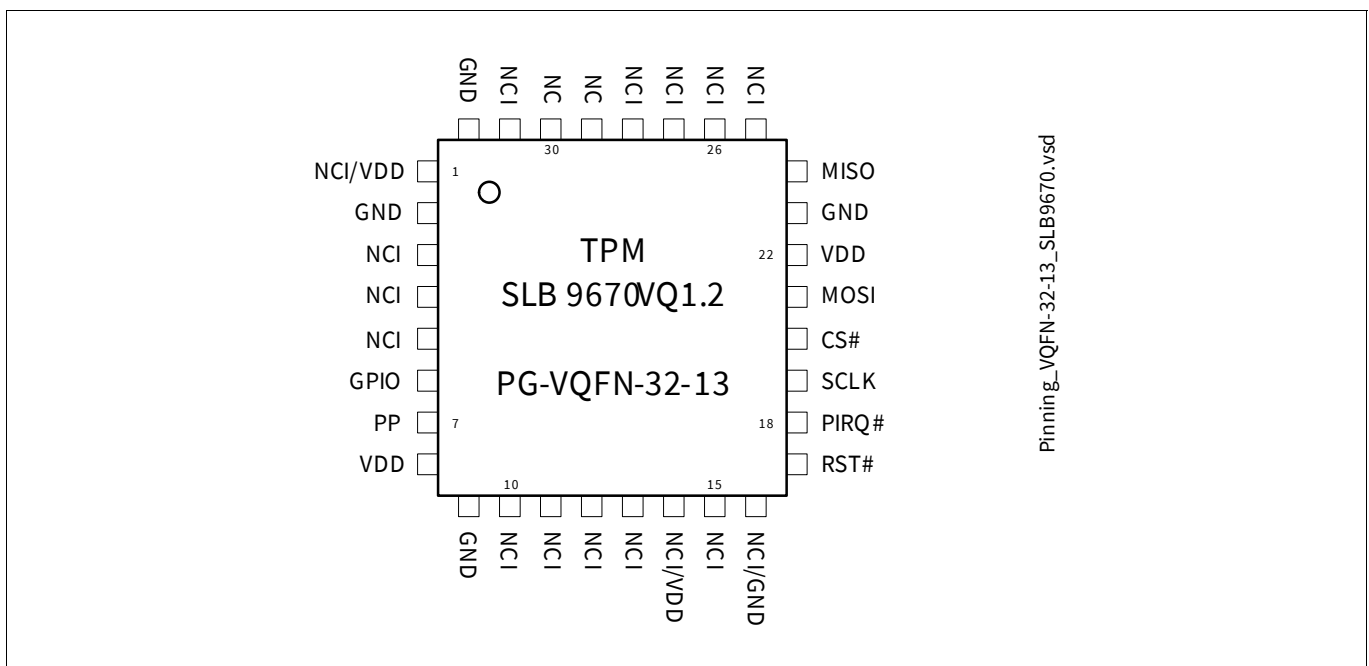 GND
NCI
NC
NC
NCI
NCI
NCI
NCI
30
26
NCI/VDD
1
MISO
GND
GND
NCI
TPM
22
VDD
NCI
SLB 9670VQ1.2
MOSI
NCI
CS#
GPIO
PG-VQFN-32-13
SCLK
PP
7
18
PIRQ#
VDD
RST#
10
15
GND
NCI
NCI
NCI
NCI
NCI/VDD
NCI
NCI/GND
Pinning_VQFN-32-13_SLB9670.vsd